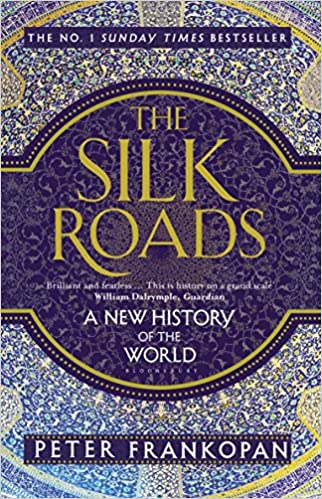 THE NO. 1 SUNDAY TIMES BESTSELLER
THE
SILK
ROADS
Brilliant and fearless ... This is history on a grand scale
William Dalrymple, Guardian
A NEW HISTORY
OF THE
WORLD
BLOOMSBURY
PETER FRANKOPAN